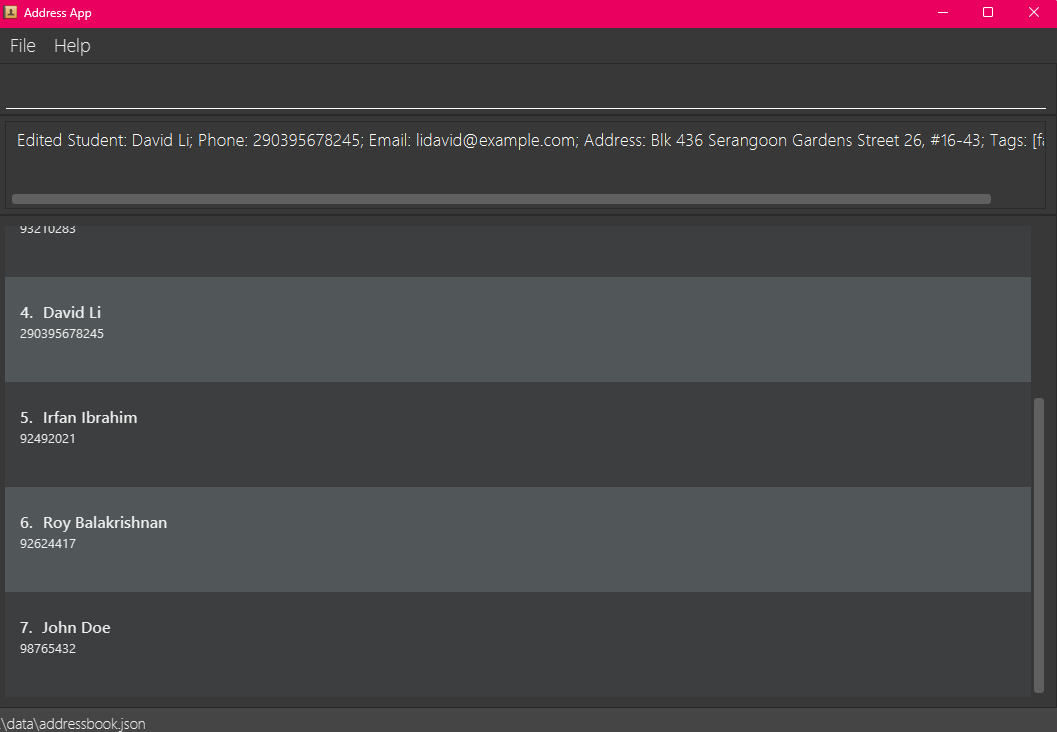 Address App
File Help
Edited Student: David Li; Phone: 290395678245; Email: lidavid@example.com; Address: Blk 436 Serangoon Gardens Street 26, #16-43; Tags: [fa
93210283
4. David Li
290395678245
5. Irfan Ibrahim
92492021
6. Roy Balakrishnan
92624417
7. John Doe
98765432
\data\addressbook.json